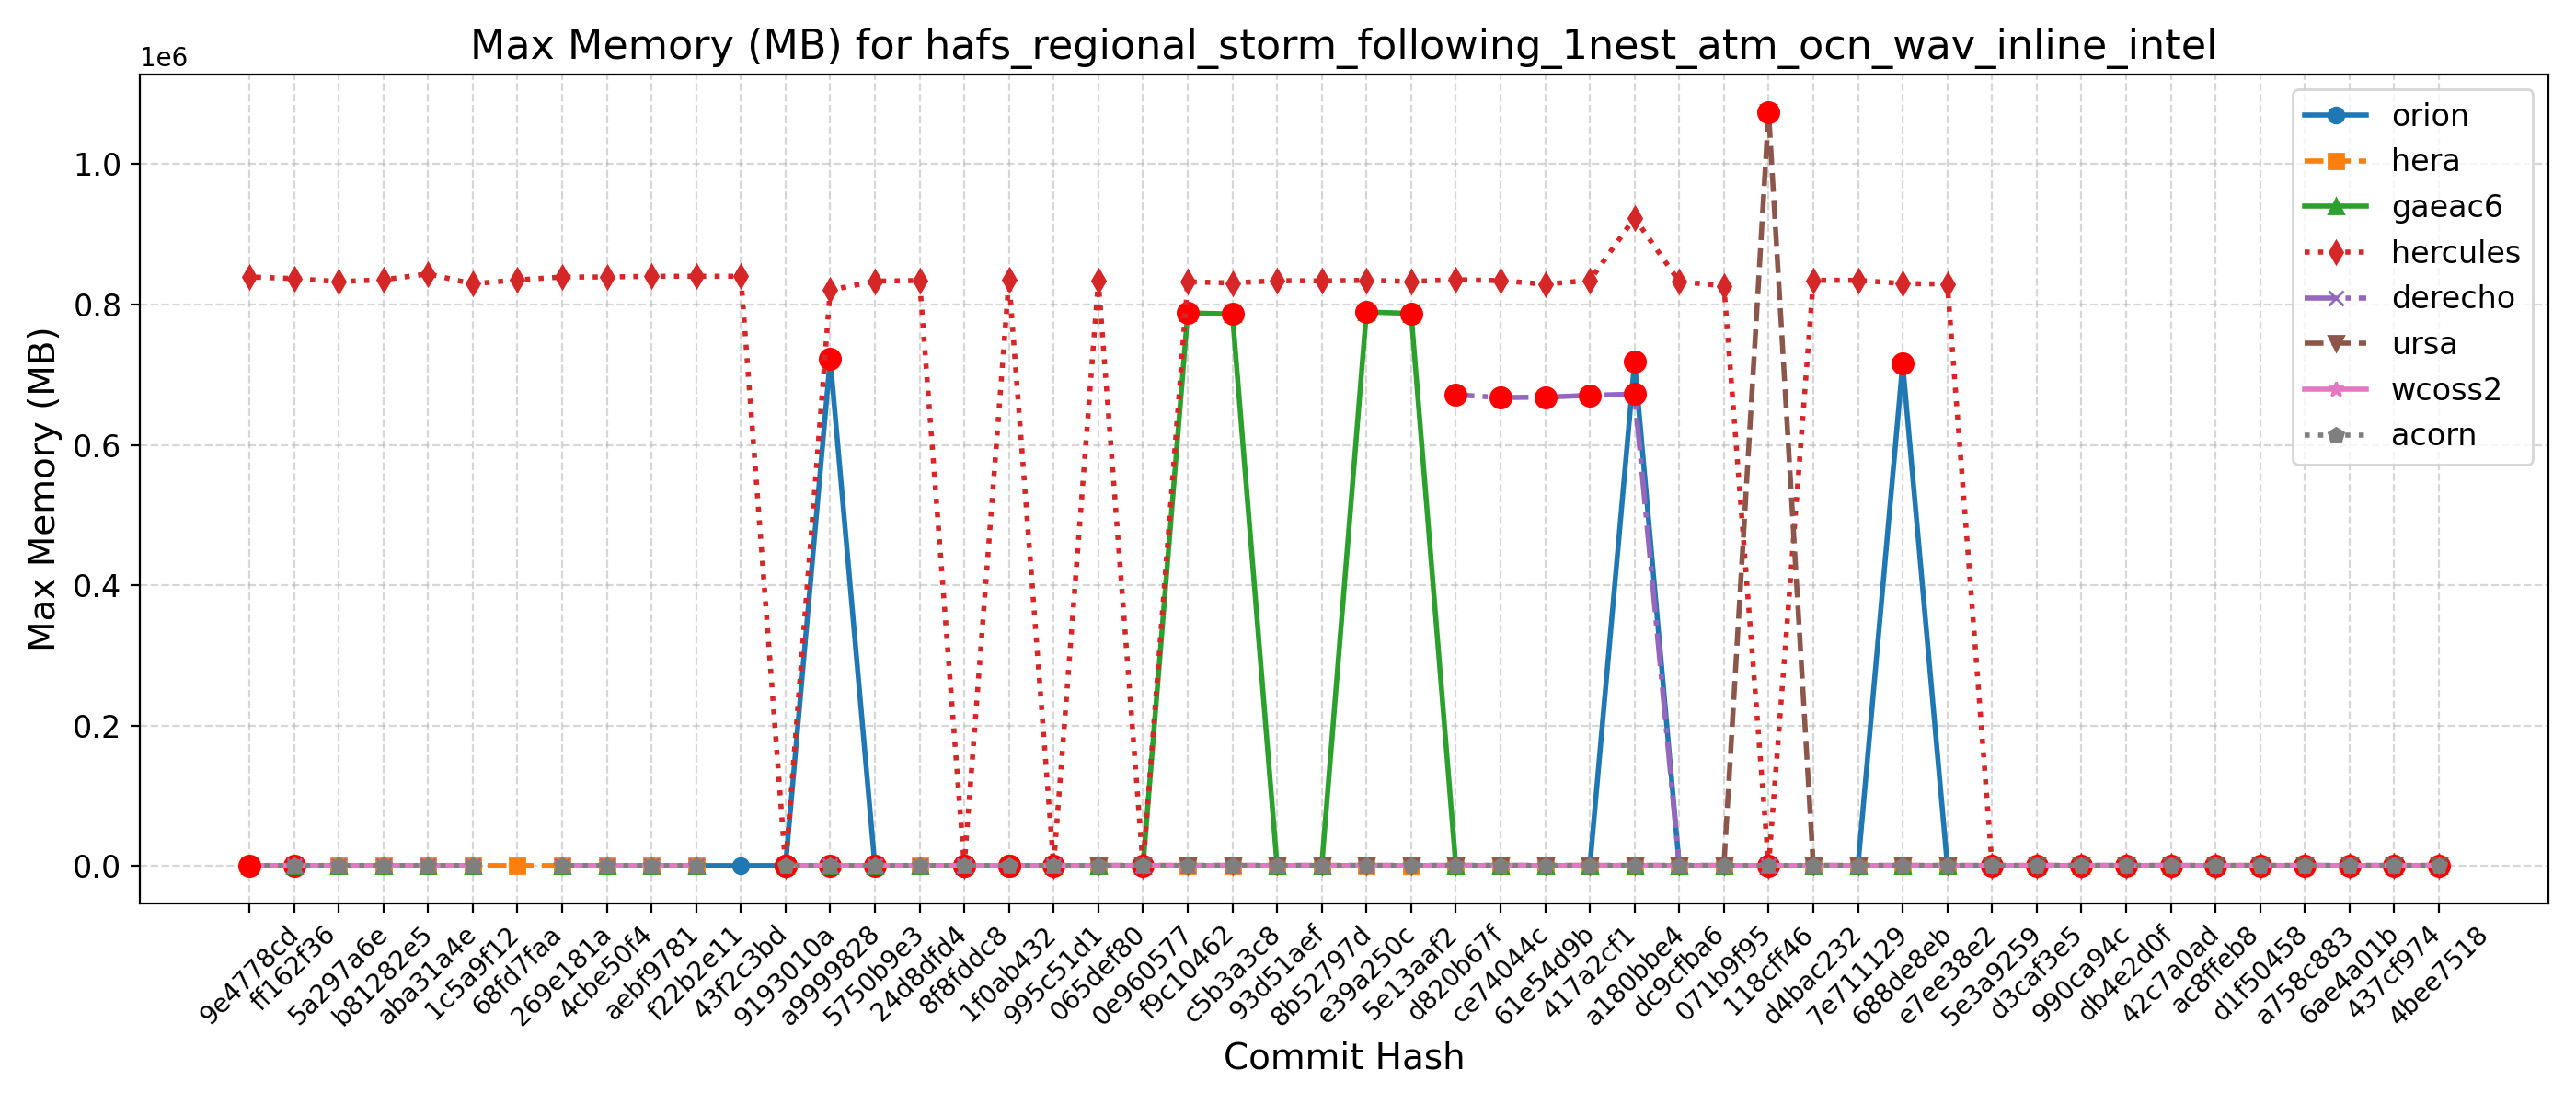 Max Memory (MB) for hafs_regional_storm_following_1nest_atm_ocn_wav_inline_intel
1e6
1.0
0.8
0.6
0.4
0.2
0.0
Max Memory (MB)
orion
hera
gaeac6
hercules
derecho
ursa
wcoss2
acorn
9e4778cd
ff162f36
5a297a6e
b81282e5
aba31a4e
1c5a9f12
68fd7faa
269e181a
4cbe50f4
aebf9781
f22b2e11
43f2c3bd
9193010a
a9999828
5750b9e3
24d8dfd4
8f8fddc8
1f0ab432
995c51d1
065def80
0e960577
f9c10462
c5b3a3c8
93d51aef
8b52797d
e39a250c
5e13aaf2
d820b67f
ce74044c
61e54d9b
417a2cf1
a180bbe4
dc9cfba6
071b9f95
118cff46
d4bac232
7e711129
688de8eb
e7ee38e2
5e3a9259
d3caf3e5
990ca94c
db4e2d0f
42c7a0ad
ac8ffeb8
d1f50458
a758c883
6ae4a01b
437cf974
4bee7518
Commit Hash